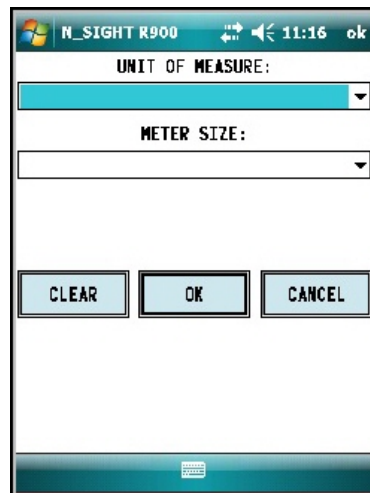 N_SIGHT R900 11:16 ok
UNIT OF MEASURE:
METER SIZE:
CLEAR OK CANCEL